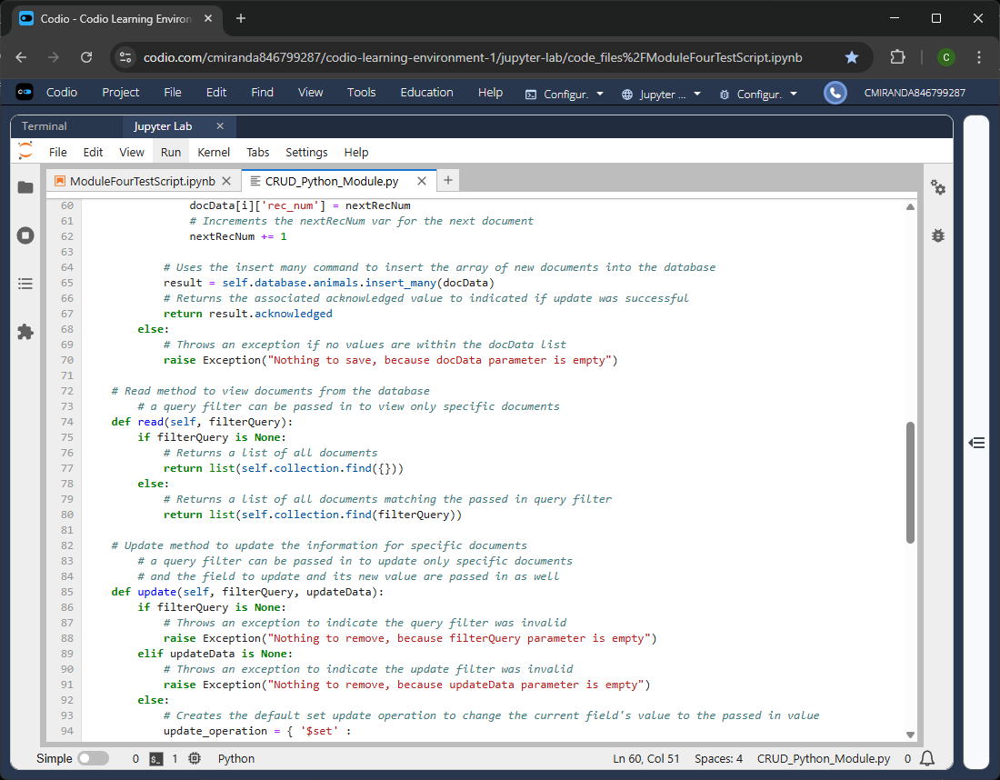 Codio - Codio Learning Environ
codio.com/cmiranda846799287/codio-learning-environment-1/jupyter-lab/code_files%2FModuleFourTestScript.ipynb
C
Codio Project File Edit Find View Tools Education Help Configur. Jupyter ... Configur. CMIRANDA846799287
Terminal Jupyter Lab
File Edit View Run Kernel Tabs Settings Help
ModuleFourTestScript.ipynb CRUD_Python_Module.py
60 docData[i]['rec_num'] = nextRecNum
61 # Increments the nextRecNum var for the next document
62 nextRecNum += 1
63
64 # Uses the insert many command to insert the array of new documents into the database
65 result = self.database.animals.insert_many(docData)
66 # Returns the associated acknowledged value to indicated if update was successful
67 return result.acknowledged
68 else:
69 # Throws an exception if no values are within the docData list
70 raise Exception("Nothing to save, because docData parameter is empty")
71
72 # Read method to view documents from the database
73 # a query filter can be passed in to view only specific documents
74 def read(self, filterQuery):
75 if filterQuery is None:
76 # Returns a list of all documents
77 return list(self.collection.find({}))
78 else:
79 # Returns a list of all documents matching the passed in query filter
80 return list(self.collection.find(filterQuery))
81
82 # Update method to update the information for specific documents
83 # a query filter can be passed in to update only specific documents
84 # and the field to update and its new value are passed in as well
85 def update(self, filterQuery, updateData):
86 if filterQuery is None:
87 # Throws an exception to indicate the query filter was invalid
88 raise Exception("Nothing to remove, because filterQuery parameter is empty")
89 elif updateData is None:
90 # Throws an exception to indicate the update filter was invalid
91 raise Exception("Nothing to remove, because updateData parameter is empty")
92 else:
93 # Creates the default set update operation to change the current field's value to the passed in value
94 update_operation = { '$set' :
Simple 0 1 Python Ln 60, Col 51 Spaces: 4 CRUD_Python_Module.py 0